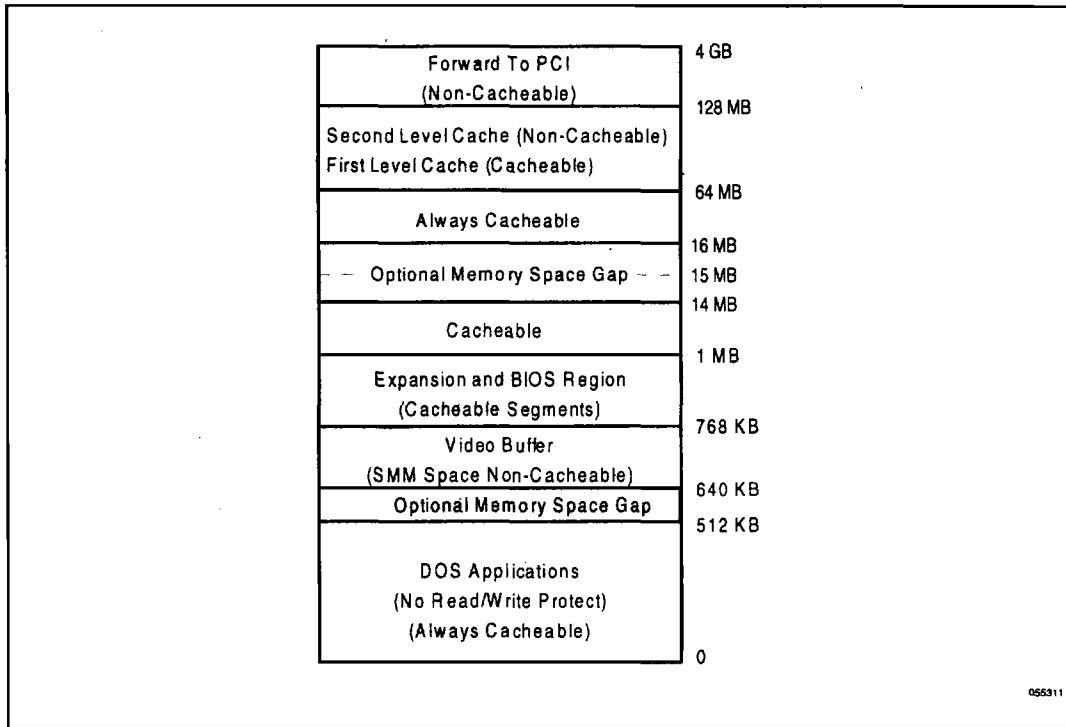 4 GB
Forward To PCI
(Non-Cacheable)
128 MB
Second Level Cache (Non-Cacheable)
First Level Cache (Cacheable)
64 MB
Always Cacheable
16 MB
Optional Memory Space Gap
15 MB
14 MB
Cacheable
1 MB
Expansion and BIOS Region
(Cacheable Segments)
768 KB
Video Buffer
(SMM Space Non-Cacheable)
640 KB
Optional Memory Space Gap
512 KB
DOS Applications
(No Read/Write Protect)
(Always Cacheable)
0
055311